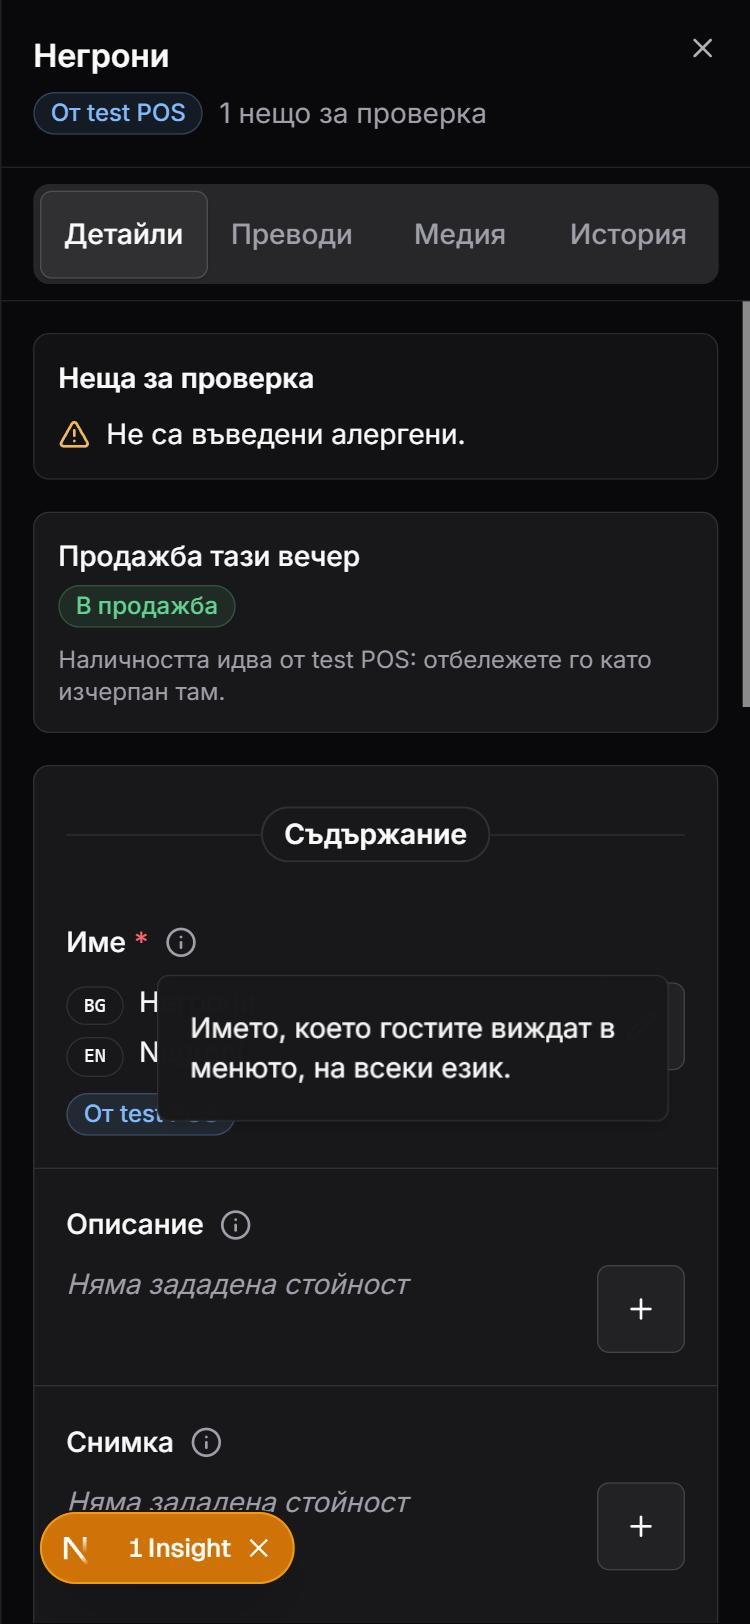 Негрони
От test POS 1 нещо за проверка
Детайли Преводи Медия История
Неща за проверка
Не са въведени алергени.
Продажба тази вечер
В продажба
Наличността идва от test POS: отбележете го като
изчерпан там.
Съдържание
Име *
BG
Името, което гостите виждат в
менюто, на всеки език.
EN
От test
Описание
Няма зададена стойност
Снимка
Няма зададена стойност
1 Insight